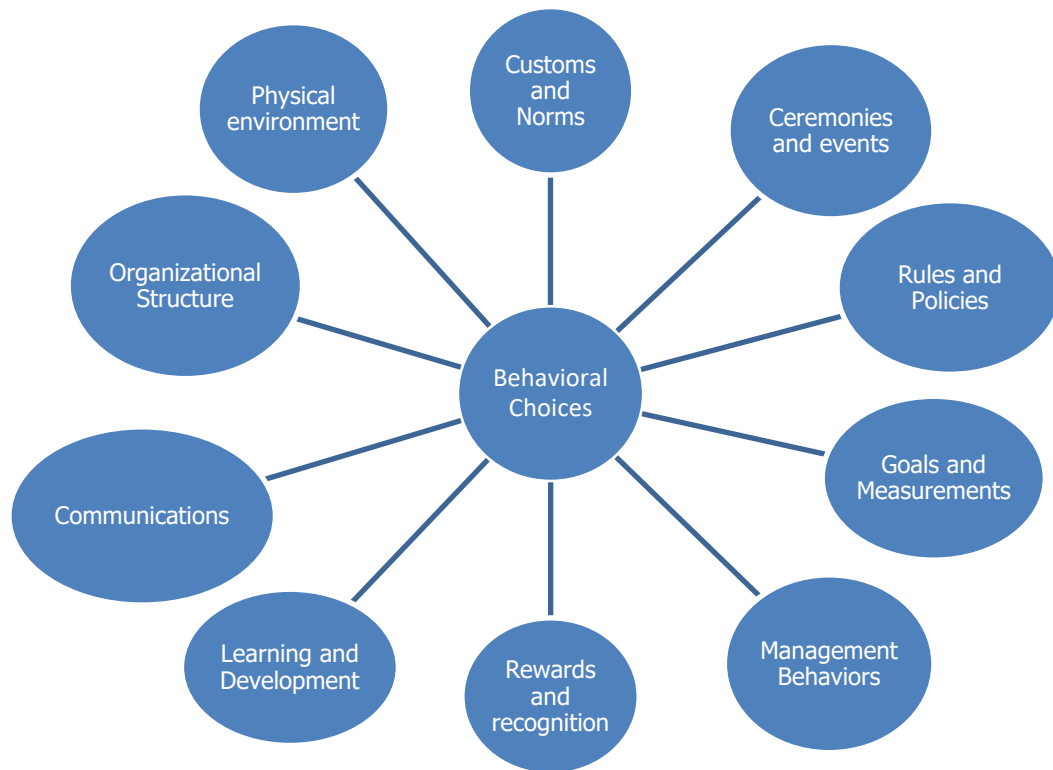 Customs
and
Norms
Ceremonies
and events
Rules and
Policies
Goals and
Measurements
Management
Behaviors
Rewards
and
recognition
Learning and
Development
Communications
Organizational
Structure
Physical
environment
Behavioral
Choices